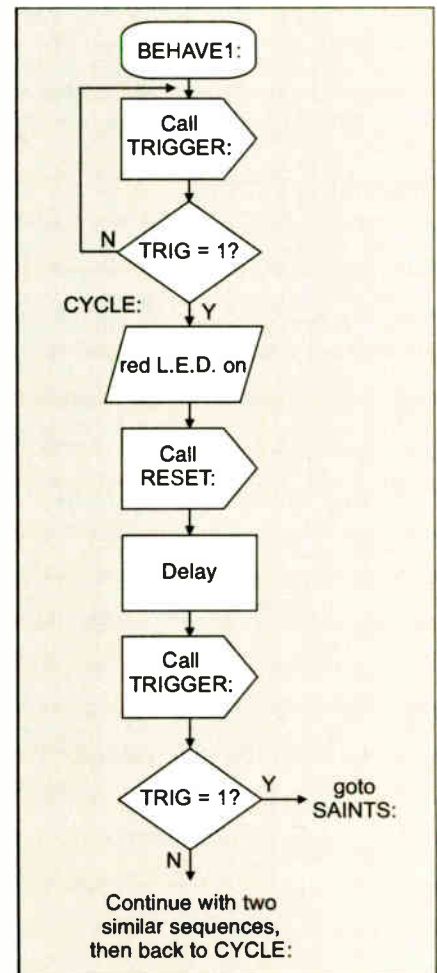 BEHAVE1:
Call
TRIGGER:
N
TRIG = 1?
CYCLE:
Y
red L.E.D. on
Call
RESET:
Delay
Call
TRIGGER:
TRIG = 1?
Y
goto
SAINTS:
N
Continue with two
similar sequences,
then back to CYCLE: